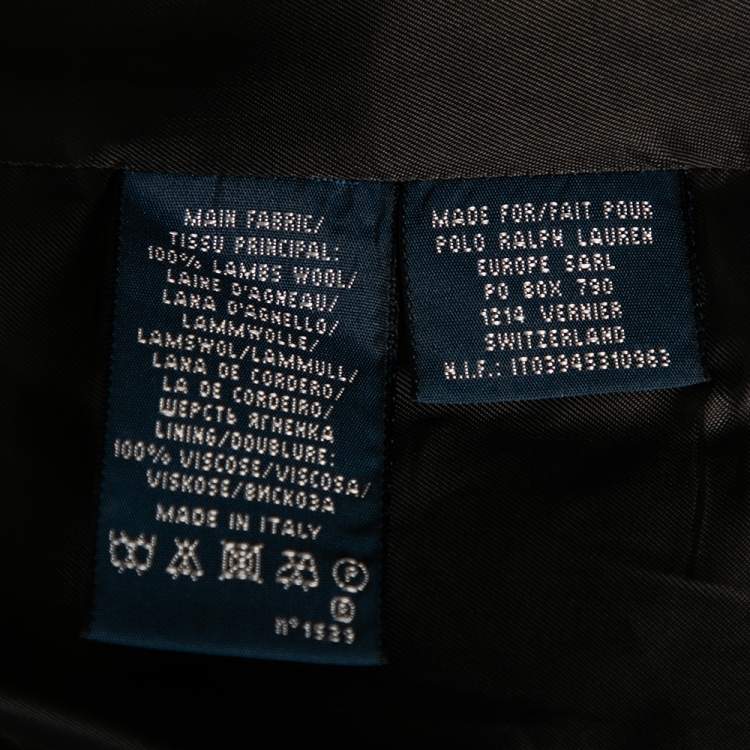 MAIN FABRIC/
TISSU PRINCIPAL:
100% LAMBS WOOL/
LAINE D'AGNEAU/
LANA D'AGNELLO/
LAMMWOLLE/
LAMSWOL/LAMMULL/
LANA DE CORDERO/
LA DE CORDEIRO/
ШЕРСТЬ ЯГНЕНКА
LINING/DOUBLURE:
100% VISCOSE/VISCOSA/
VISKOSE/ВИСКОЗА
MADE IN ITALY
P
n° 1529
MADE FOR/FAIT POUR
POLO RALPH LAUREN
EUROPE SARL
PO BOX 790
1214 VERNIER
SWITZERLAND
N.I.F.: IT03945310963